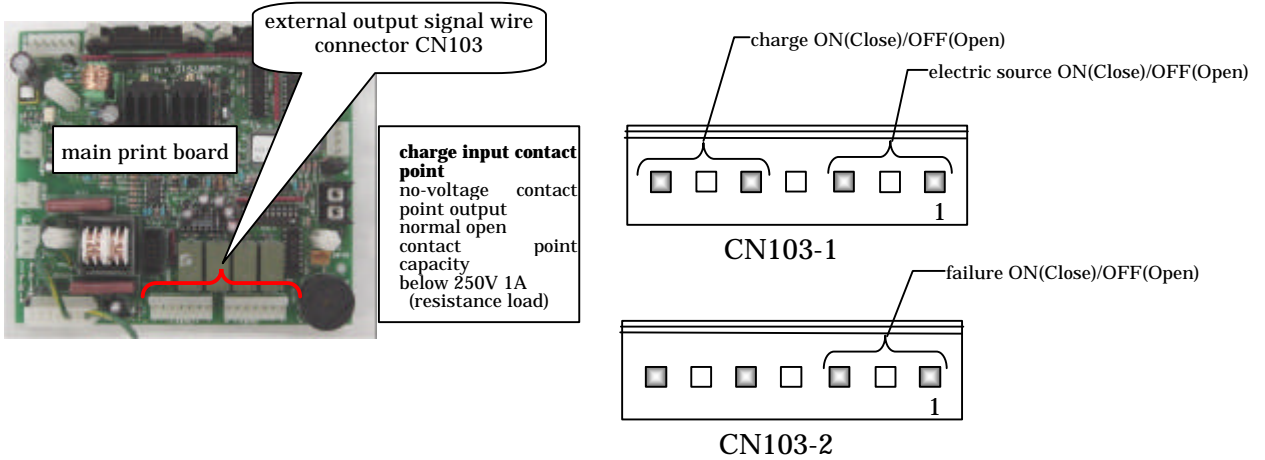 external output signal wire
connector CN103
main print board
charge input contact
point
no-voltage contact
point output
normal open
contact point
capacity
below 250V 1A
(resistance load)
charge ON(Close)/OFF(Open)
electric source ON(Close)/OFF(Open)
1
CN103-1
failure ON(Close)/OFF(Open)
1
CN103-2